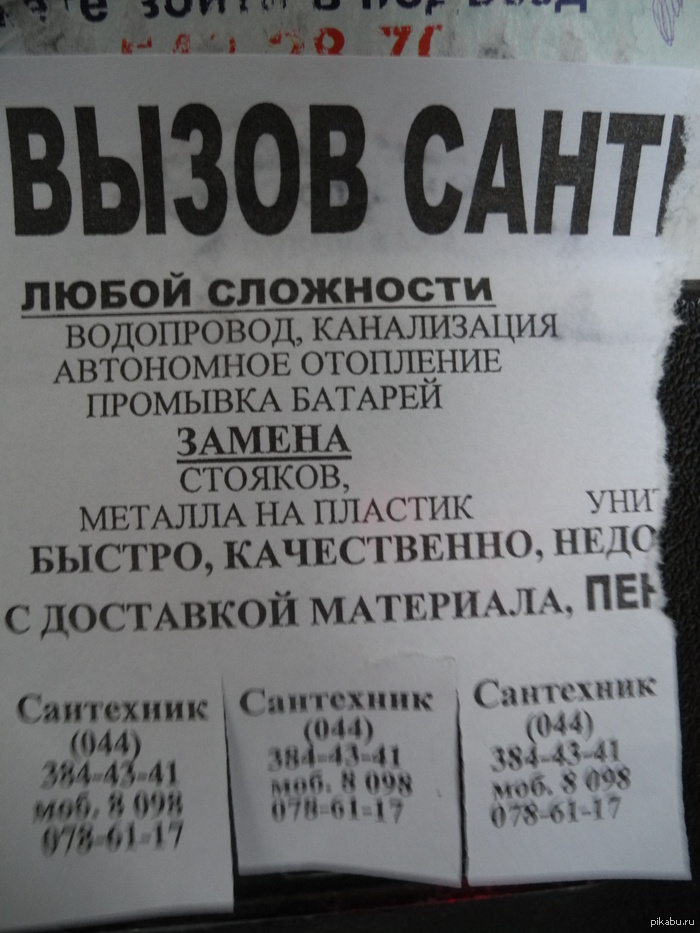 ВЫЗОВ САНТ
ЛЮБОЙ СЛОЖНОСТИ
ВОДОПРОВОД, КАНАЛИЗАЦИЯ
АВТОНОМНОЕ ОТОПЛЕНИЕ
ПРОМЫВКА БАТАРЕЙ
ЗАМЕНА
СТОЯКОВ,
МЕТАЛЛА НА ПЛАСТИК УНИ
БЫСТРО, КАЧЕСТВЕННО, НЕДО
С ДОСТАВКОЙ МАТЕРИАЛА, ПЕН
Сантехник
(044)
384-43-41
моб. 8 098
078-61-17
Сантехник
(044)
384-43-41
моб. 8 098
078-61-17
Сантехник
(044)
384-43-41
моб. 8 098
078-61-17
pikabu.ru